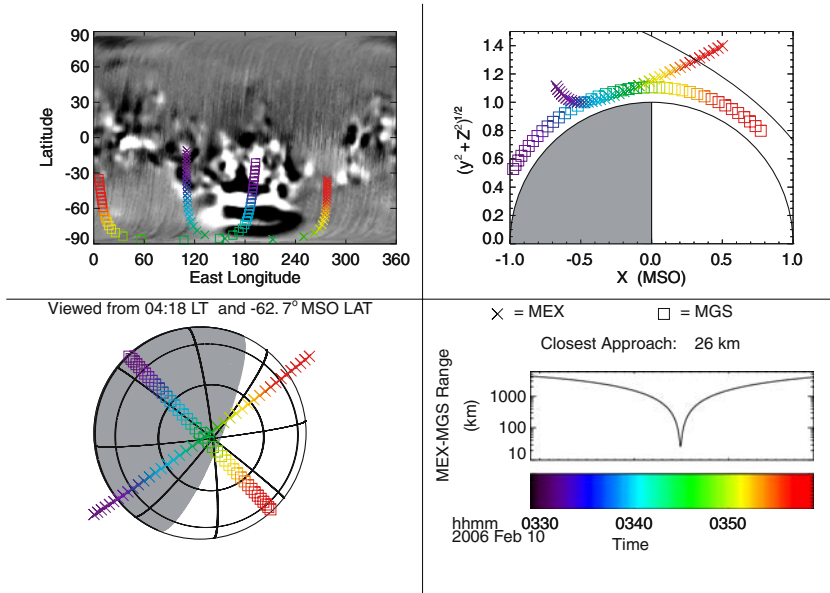 90
60
30
0
-30
-60
-90
Latitude
0 60 120 180 240 300 360
East Longitude
1.4
1.2
1.0
0.8
0.6
0.4
0.2
0.0
(y² + Z²)¹/²
-1.0 -0.5 0.0 0.5 1.0
X (MSO)
Viewed from 04:18 LT and -62.7° MSO LAT
× = MEX □ = MGS
Closest Approach: 26 km
MEX-MGS Range
(km)
1000
100
10
hhmm 0330 0340 0350
2006 Feb 10
Time